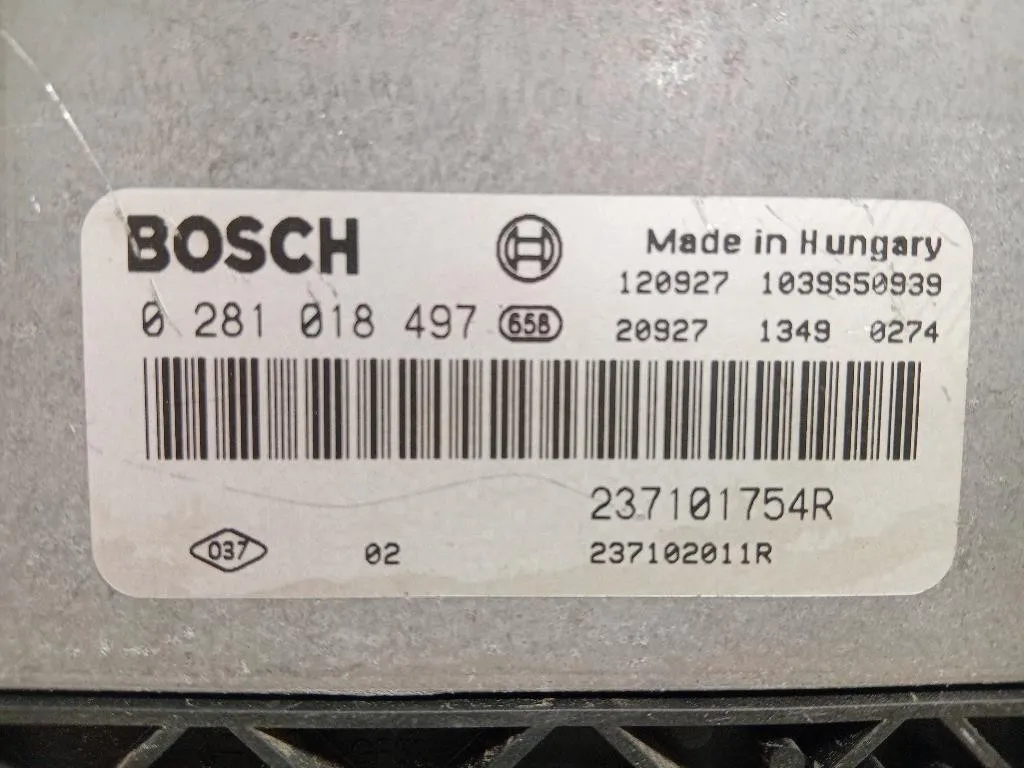 BOSCH
Made in Hungary
120927 1039S50939
0 281 018 497 658
20927 1349 0274
237101754R
037 02 237102011R